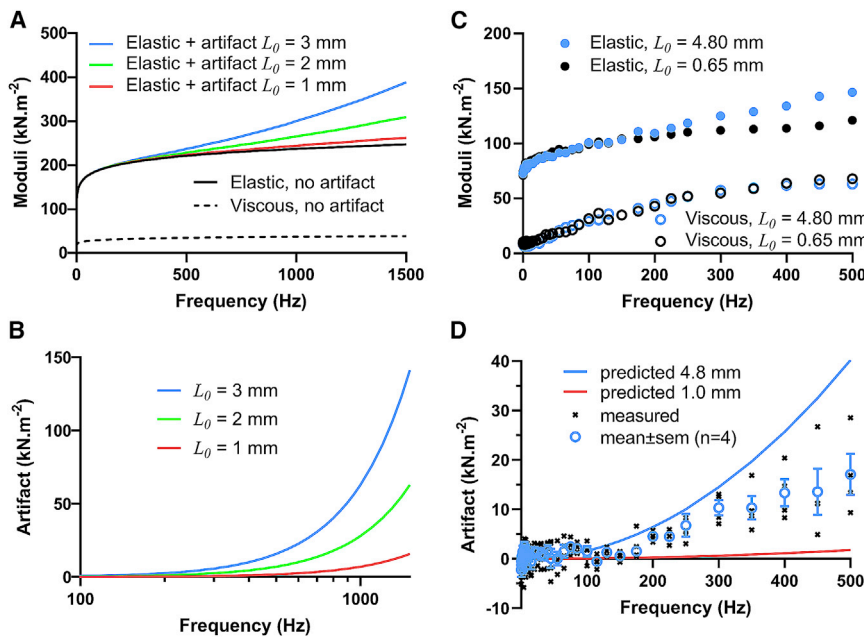 A
Elastic + artifact L0 = 3 mm
Elastic + artifact L0 = 2 mm
Elastic + artifact L0 = 1 mm
500
400
300
200
100
0
Moduli (kN.m-2)
Elastic, no artifact
Viscous, no artifact
0 500 1000 1500
Frequency (Hz)
B
150
100
50
0
Artifact (kN.m-2)
L0 = 3 mm
L0 = 2 mm
L0 = 1 mm
100 1000
Frequency (Hz)
C
Elastic, L0 = 4.80 mm
Elastic, L0 = 0.65 mm
200
150
100
50
0
Moduli (kN.m-2)
Viscous, L0 = 4.80 mm
Viscous, L0 = 0.65 mm
0 100 200 300 400 500
Frequency (Hz)
D
40
30
20
10
0
-10
Artifact (kN.m-2)
predicted 4.8 mm
predicted 1.0 mm
measured
mean±sem (n=4)
100 200 300 400 500
Frequency (Hz)